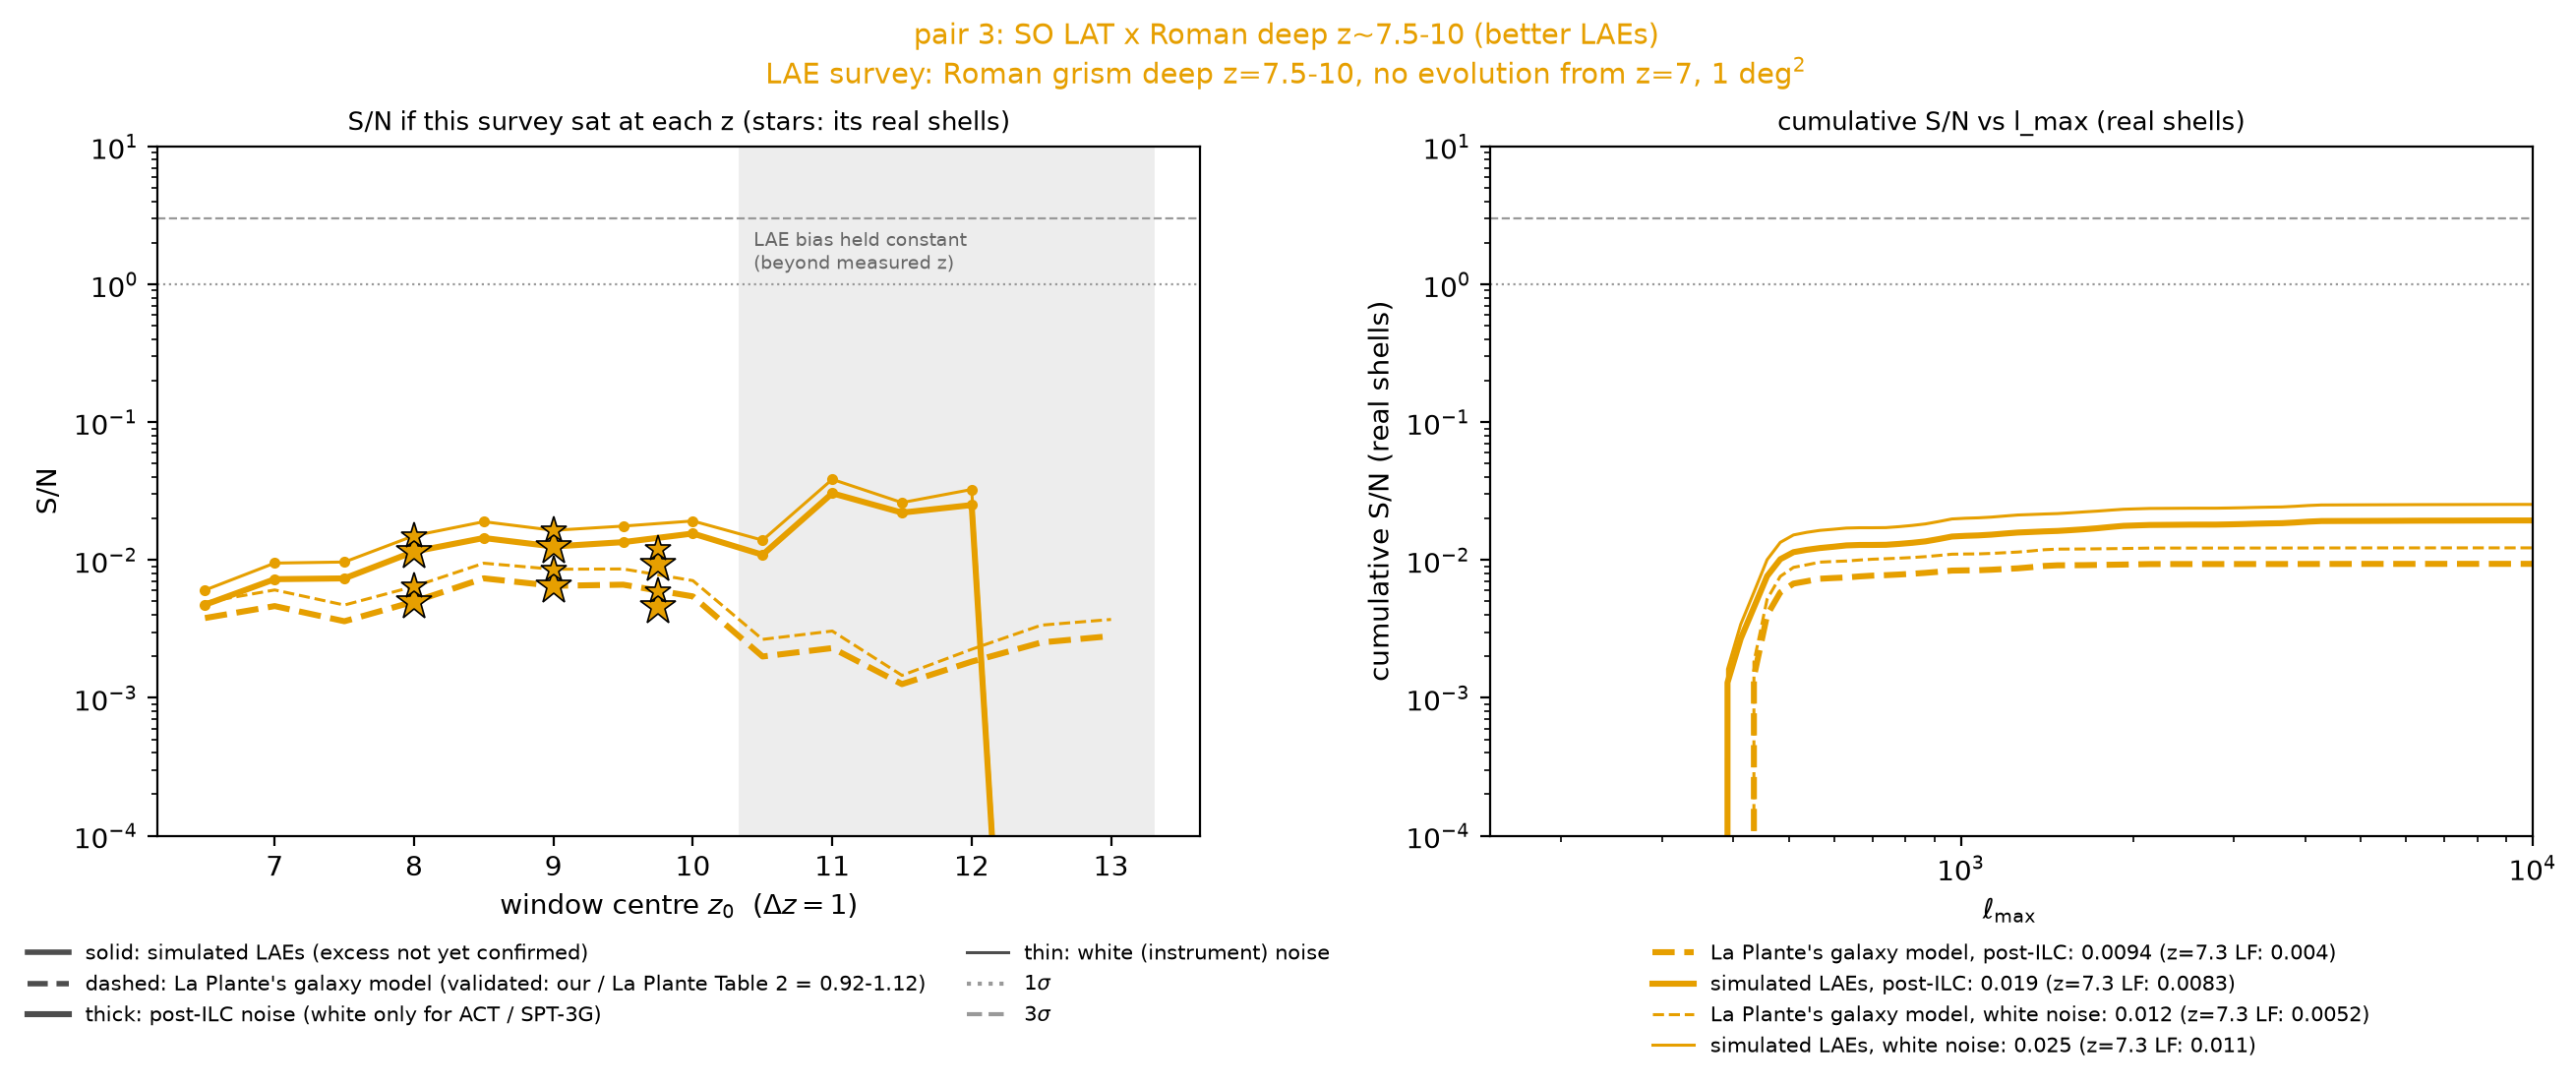 pair 3: SO LAT x Roman deep z~7.5-10 (better LAEs)
LAE survey: Roman grism deep z=7.5-10, no evolution from z=7, 1 deg²
S/N if this survey sat at each z (stars: its real shells)
10¹
10⁰
10⁻¹
10⁻²
10⁻³
10⁻⁴
S/N
LAE bias held constant
(beyond measured z)
7 8 9 10 11 12 13
window centre z₀ (Δz = 1)
cumulative S/N vs l_max (real shells)
10¹
10⁰
10⁻¹
10⁻²
10⁻³
10⁻⁴
cumulative S/N (real shells)
10³ 10⁴
ℓmax
solid: simulated LAEs (excess not yet confirmed)
dashed: La Plante's galaxy model (validated: our / La Plante Table 2 = 0.92-1.12)
thick: post-ILC noise (white only for ACT / SPT-3G)
thin: white (instrument) noise
1σ
3σ
La Plante's galaxy model, post-ILC: 0.0094 (z=7.3 LF: 0.004)
simulated LAEs, post-ILC: 0.019 (z=7.3 LF: 0.0083)
La Plante's galaxy model, white noise: 0.012 (z=7.3 LF: 0.0052)
simulated LAEs, white noise: 0.025 (z=7.3 LF: 0.011)